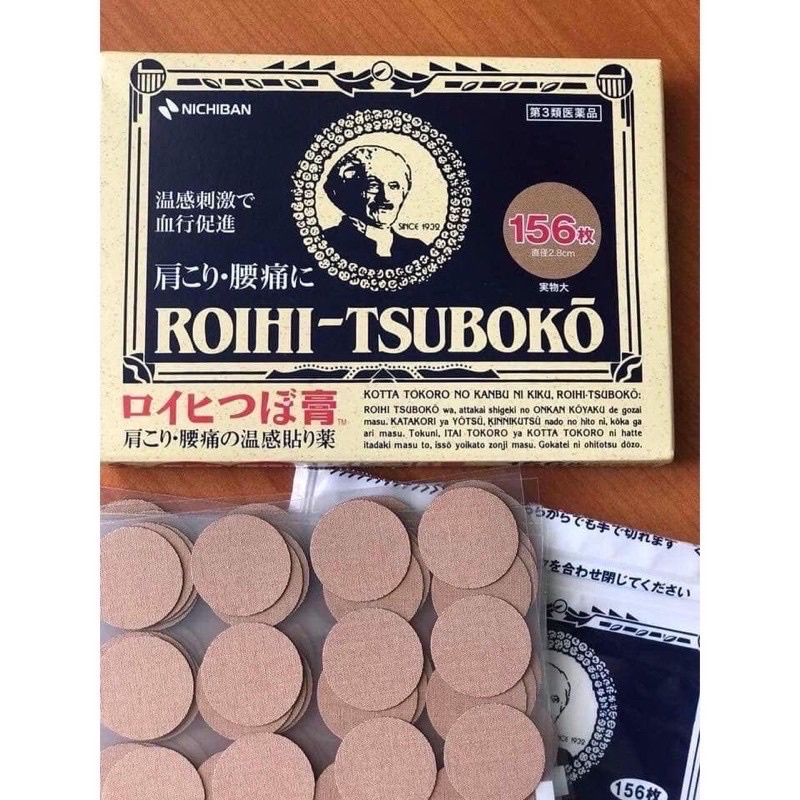 NICHIBAN
第3類医薬品
温感刺激で
血行促進
SINCE 1932
156枚
直径2.8cm
実物大
肩こり・腰痛に
ROIHI-TSUBOKŌ
ロイヒつぼ膏™
肩こり・腰痛の温感貼り薬
KOTTA TOKORO NO KANBU NI KIKU, ROIHI-TSUBOKŌ:
ROIHI TSUBOKŌ wa, attakai shigeki no ONKAN KŌYAKU de gozai
masu. KATAKORI ya YŌTSŪ, KINNIKUTSŪ nado no hito ni, kōka ga
ari masu. Tokuni, ITAI TOKORO ya KOTTA TOKORO ni hatte
itadaki masu to, issō yoikato zonji masu. Gokatei ni ohitotsu dōzo.
ちらからでも手で切れます
を合わせ閉じてください
SINCE 1932
156枚